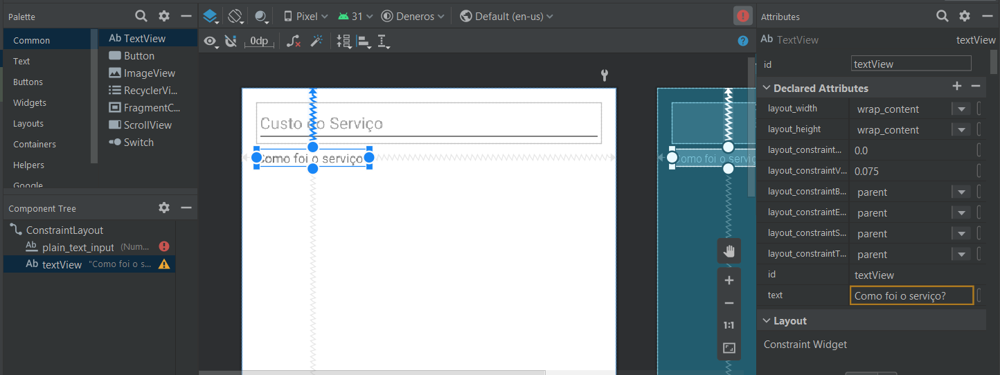 Palette
Common
Text
Buttons
Widgets
Layouts
Containers
Helpers
Google
Ab TextView
Button
ImageView
RecyclerVi...
FragmentC...
ScrollView
Switch
Component Tree
ConstraintLayout
Ab plain_text_input (Num...
Ab textView "Como foi o s...
Pixel
31
Deneros
Default (en-us)
0dp
Custo do Serviço
Como foi o serviço
Como foi o serviç
1:1
Attributes
Ab TextView textView
id textView
Declared Attributes
layout_width wrap_content
layout_height wrap_content
layout_constraint... 0.0
layout_constraintV... 0.075
layout_constraintB... parent
layout_constraintE... parent
layout_constraintS... parent
layout_constraintT... parent
id textView
text Como foi o serviço?
Layout
Constraint Widget